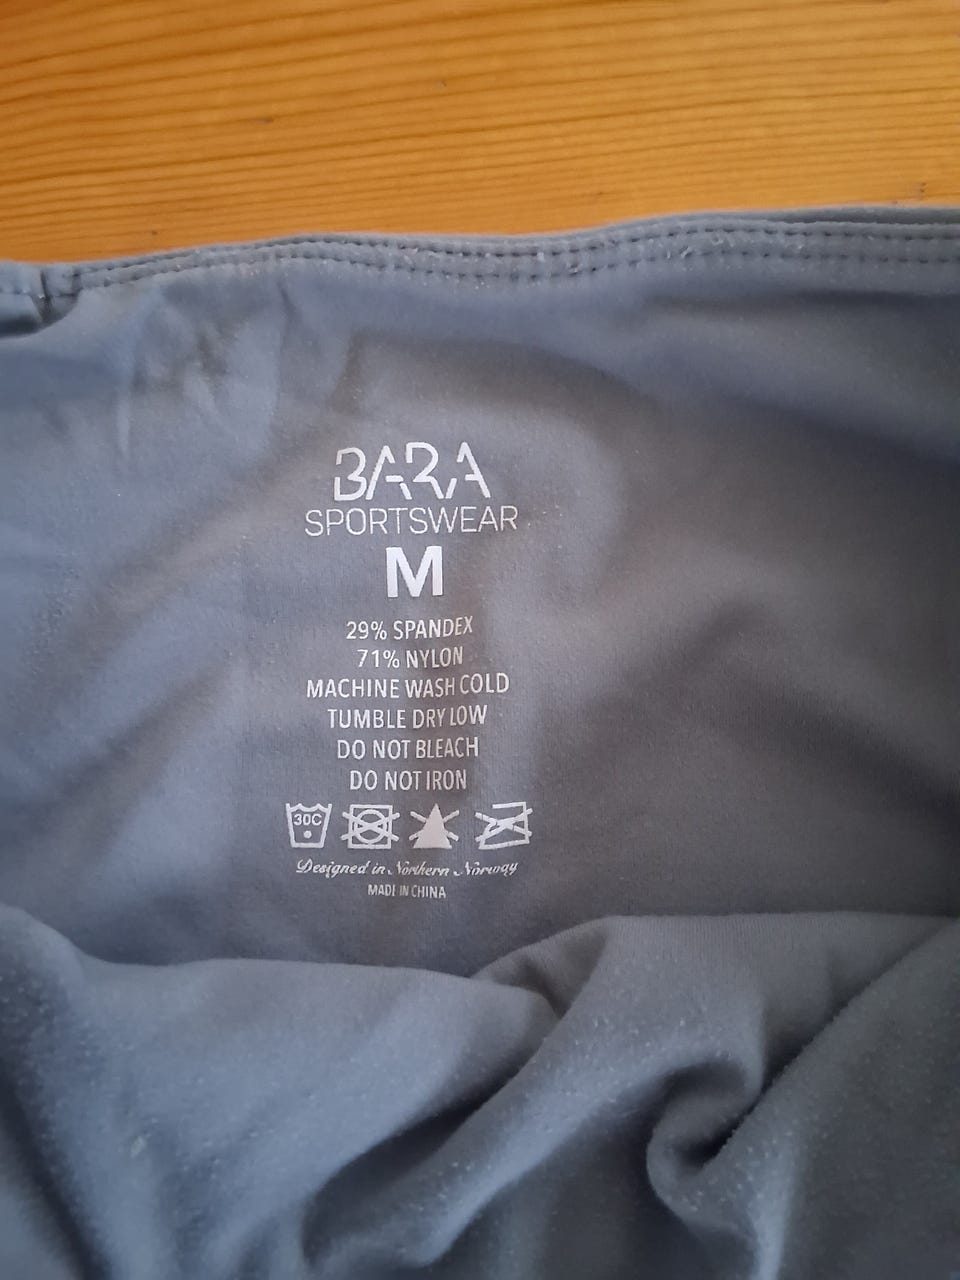 BARA
SPORTSWEAR
M
29% SPANDEX
71% NYLON
MACHINE WASH COLD
TUMBLE DRY LOW
DO NOT BLEACH
DO NOT IRON
30C
Designed in Northern Norway
MADE IN CHINA